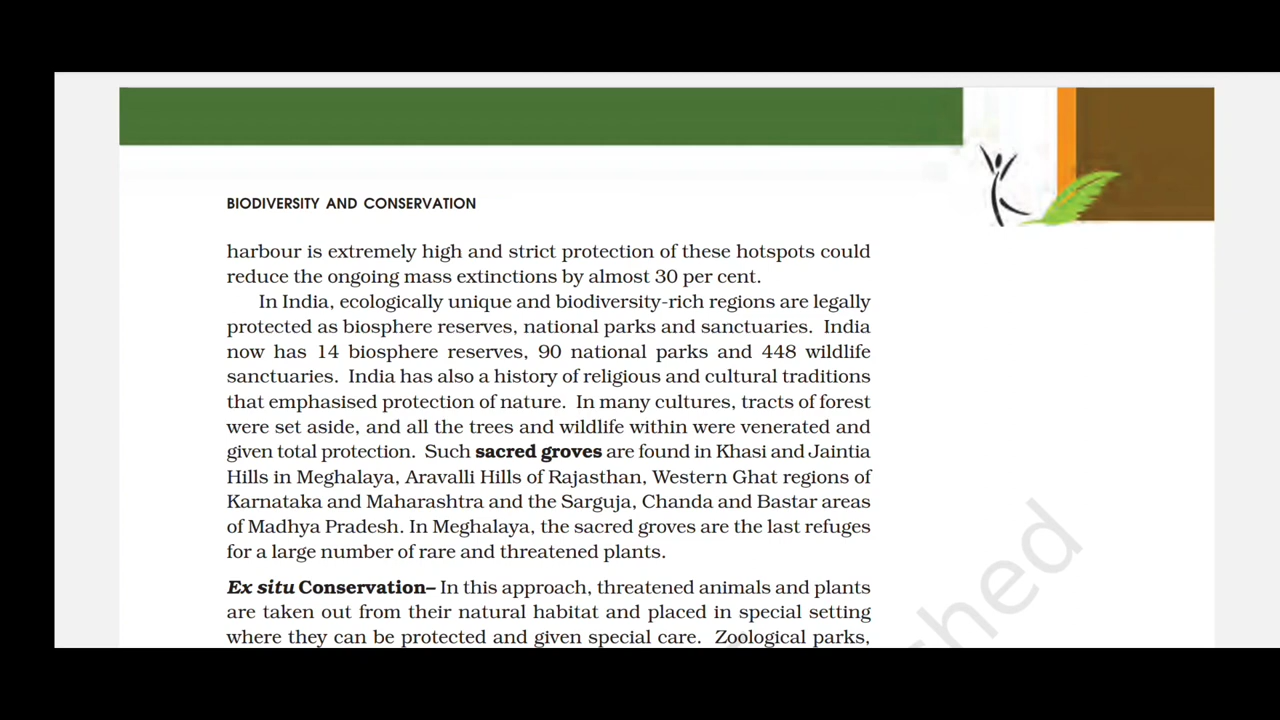 BIODIVERSITY AND CONSERVATION
harbour is extremely high and strict protection of these hotspots could
reduce the ongoing mass extinctions by almost 30 per cent.
In India, ecologically unique and biodiversity-rich regions are legally
protected as biosphere reserves, national parks and sanctuaries. India
now has 14 biosphere reserves, 90 national parks and 448 wildlife
sanctuaries. India has also a history of religious and cultural traditions
that emphasised protection of nature. In many cultures, tracts of forest
were set aside, and all the trees and wildlife within were venerated and
given total protection. Such sacred groves are found in Khasi and Jaintia
Hills in Meghalaya, Aravalli Hills of Rajasthan, Western Ghat regions of
Karnataka and Maharashtra and the Sarguja, Chanda and Bastar areas
of Madhya Pradesh. In Meghalaya, the sacred groves are the last refuges
for a large number of rare and threatened plants.
Ex situ Conservation– In this approach, threatened animals and plants
are taken out from their natural habitat and placed in special setting
where they can be protected and given special care. Zoological parks,